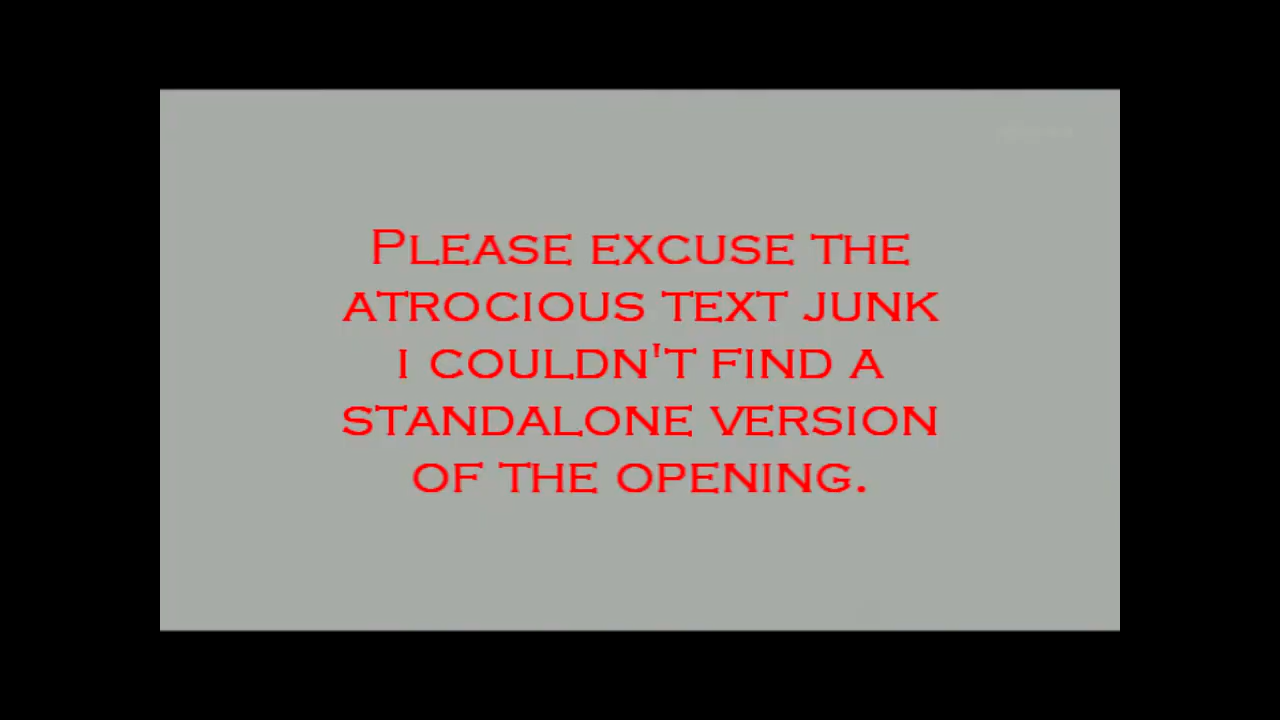 Please excuse the
atrocious text junk
i couldn't find a
standalone version
of the opening.